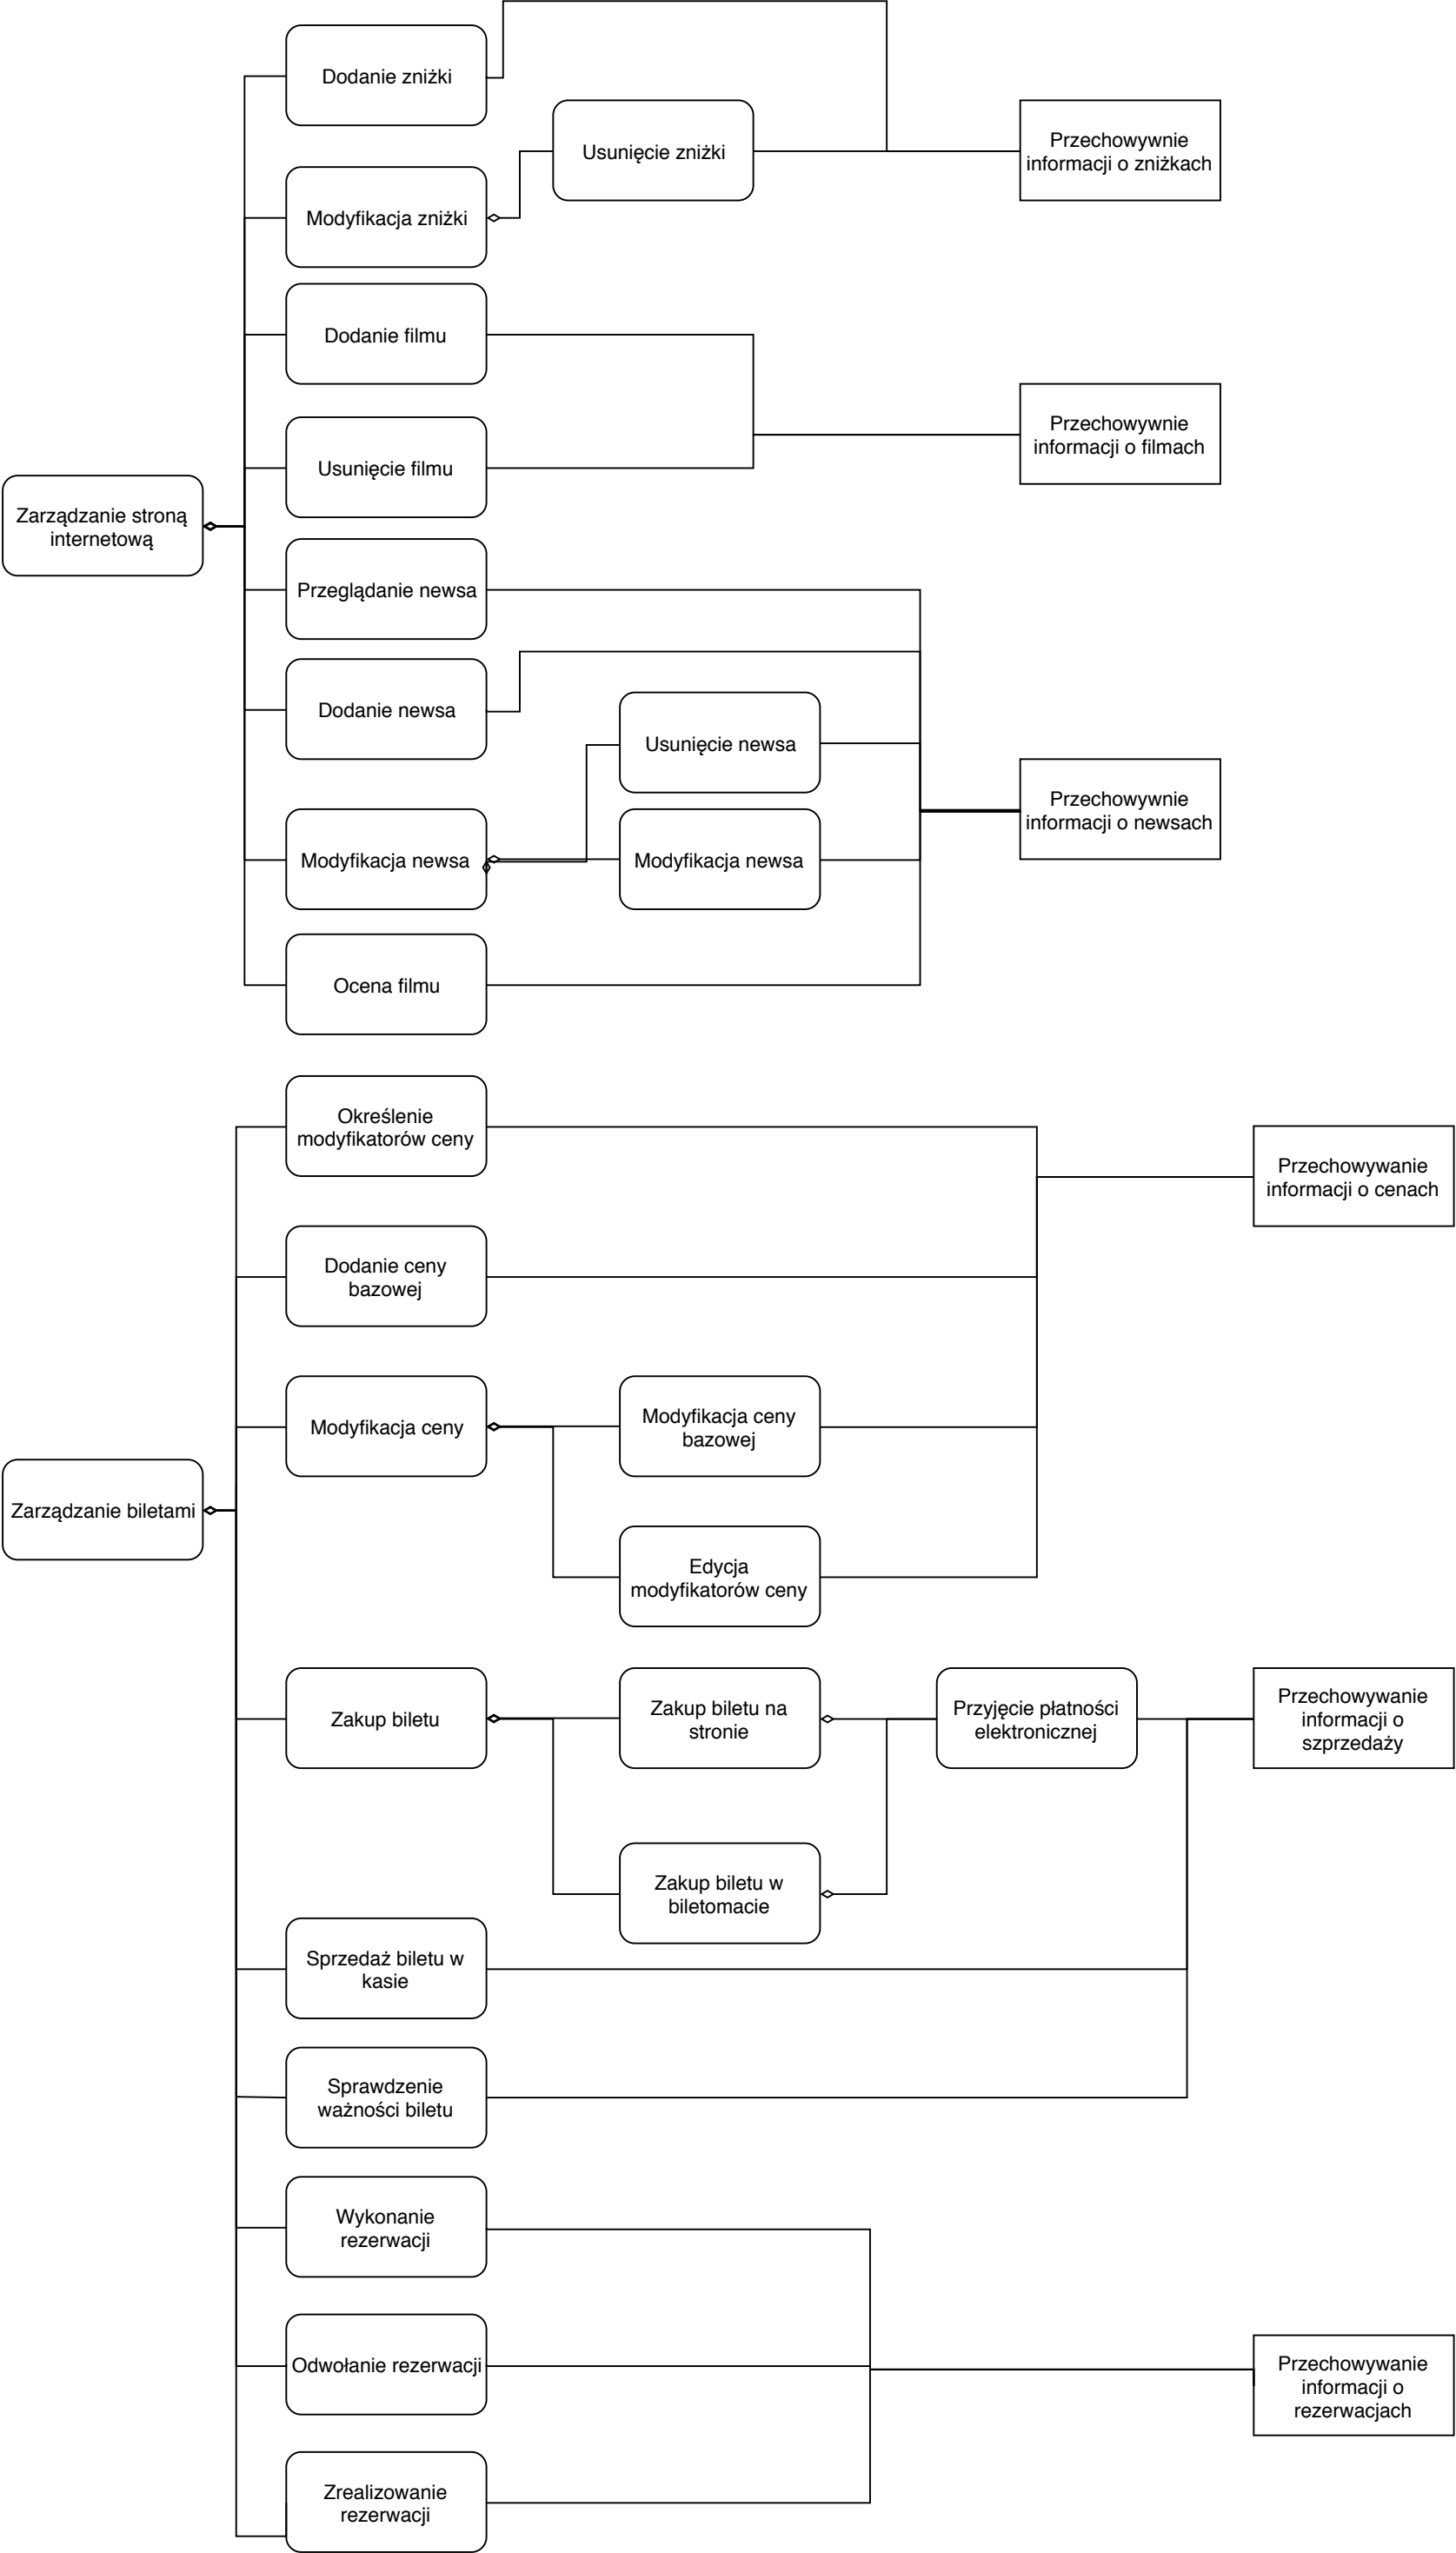 Dodanie zniżki
Usunięcie zniżki
Przechowywnie
informacji o zniżkach
Modyfikacja zniżki
Dodanie filmu
Przechowywnie
informacji o filmach
Usunięcie filmu
Zarządzanie stroną
internetową
Przeglądanie newsa
Dodanie newsa
Usunięcie newsa
Przechowywnie
informacji o newsach
Modyfikacja newsa
Modyfikacja newsa
Ocena filmu
Określenie
modyfikatorów ceny
Przechowywanie
informacji o cenach
Dodanie ceny
bazowej
Modyfikacja ceny
Modyfikacja ceny
bazowej
Zarządzanie biletami
Edycja
modyfikatorów ceny
Zakup biletu
Zakup biletu na
stronie
Przyjęcie płatności
elektronicznej
Przechowywanie
informacji o
szprzedaży
Zakup biletu w
biletomacie
Sprzedaż biletu w
kasie
Sprawdzenie
ważności biletu
Wykonanie
rezerwacji
Odwołanie rezerwacji
Przechowywanie
informacji o
rezerwacjach
Zrealizowanie
rezerwacji